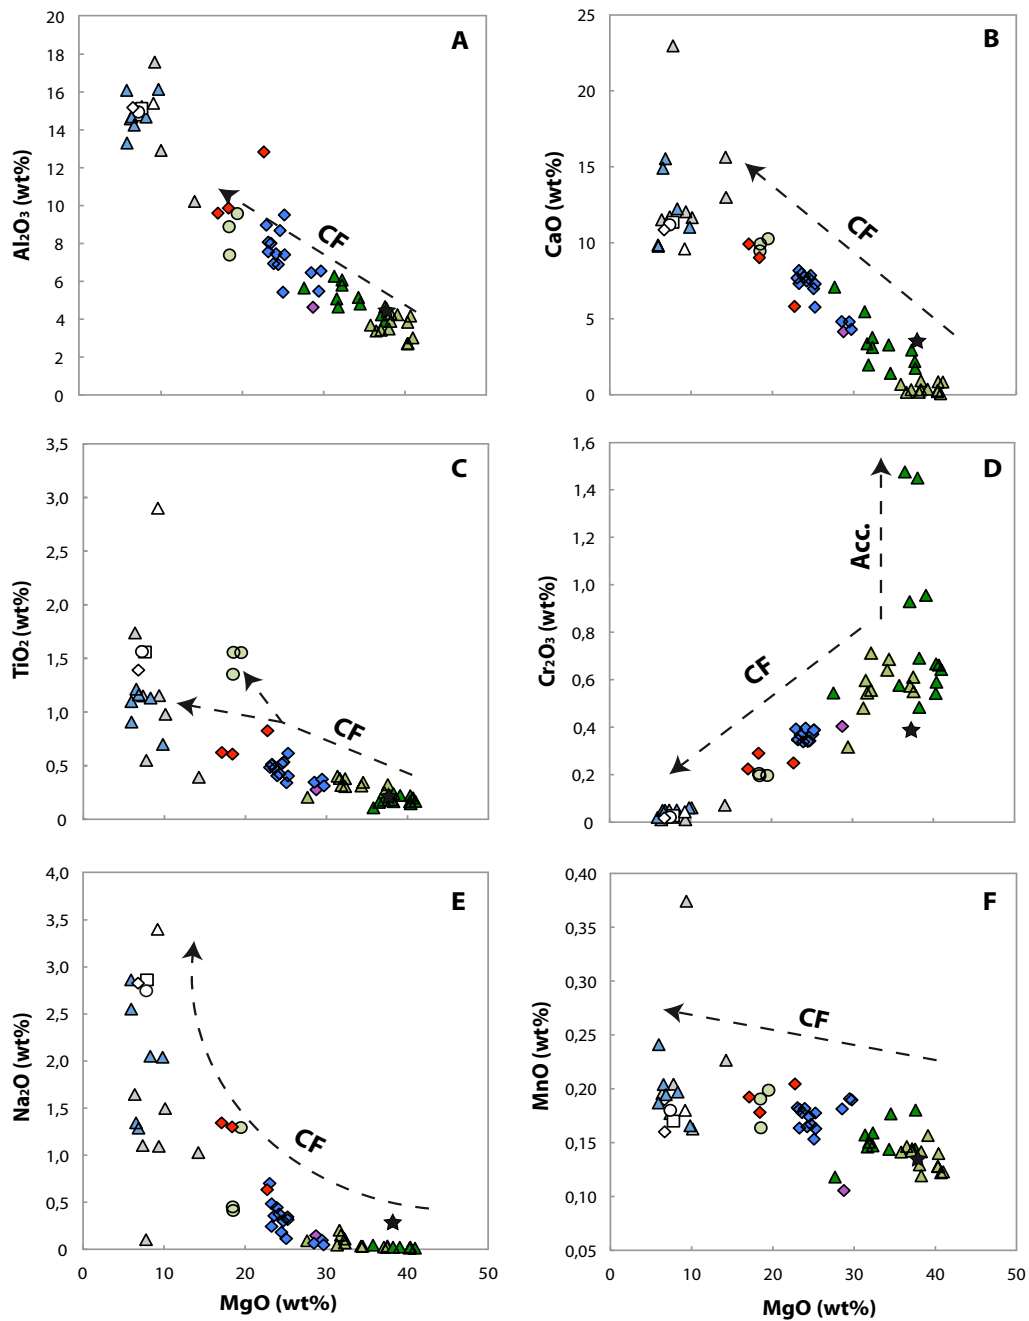 20
18
16
14
12
10
8
6
4
2
0
Al₂O₃ (wt%)
A
CF
25
20
15
10
5
0
CaO (wt%)
B
CF
3,5
3,0
2,5
2,0
1,5
1,0
0,5
0
TiO₂ (wt%)
C
CF
1,6
1,4
1,2
1,0
0,8
0,6
0,4
0,2
0
Cr₂O₃ (wt%)
D
Acc.
CF
4,0
3,5
3,0
2,5
2,0
1,5
1,0
0,5
0
Na₂O (wt%)
E
CF
0 10 20 30 40 50
MgO (wt%)
0,40
0,35
0,30
0,25
0,20
0,15
0,10
0,05
MnO (wt%)
F
CF
0 10 20 30 40 50
MgO (wt%)